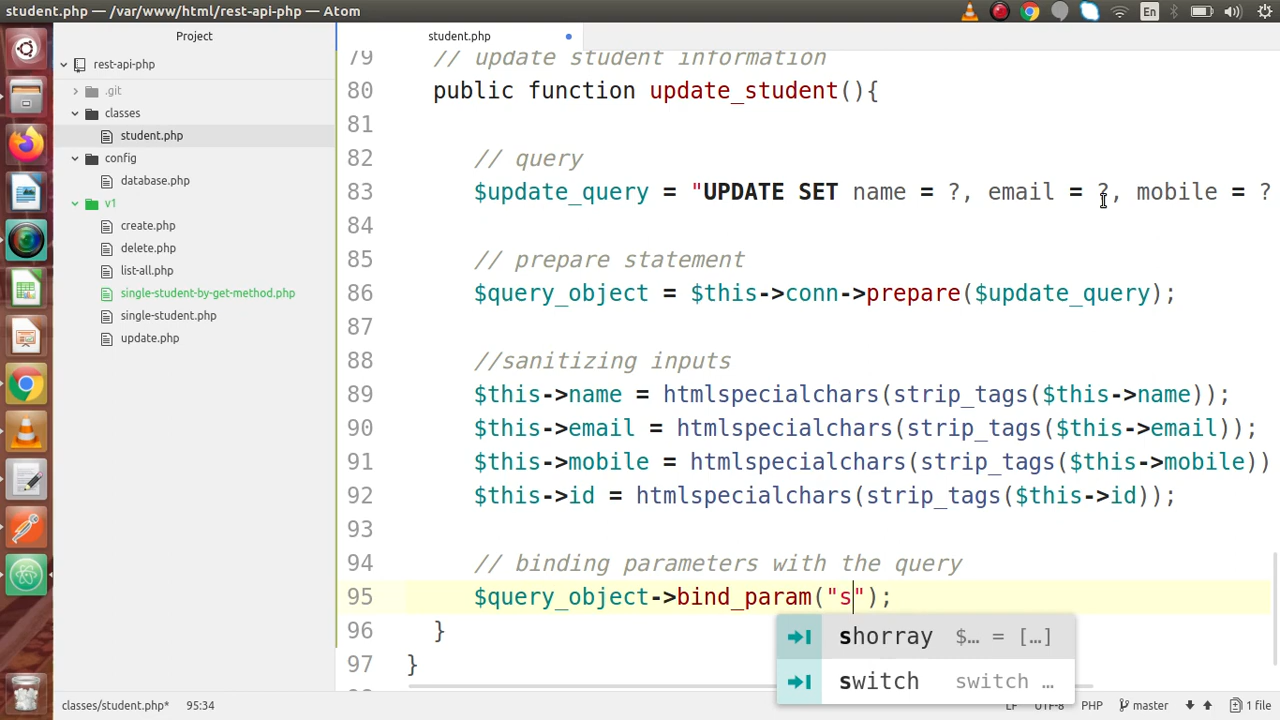 student.php — /var/www/html/rest-api-php — Atom
En
Project
student.php
rest-api-php
.git
classes
student.php
config
database.php
v1
create.php
delete.php
list-all.php
single-student-by-get-method.php
single-student.php
update.php
79 // update student information
80 public function update_student(){
81
82 // query
83 $update_query = "UPDATE SET name = ?, email = ?, mobile = ?
84
85 // prepare statement
86 $query_object = $this->conn->prepare($update_query);
87
88 //sanitizing inputs
89 $this->name = htmlspecialchars(strip_tags($this->name));
90 $this->email = htmlspecialchars(strip_tags($this->email));
91 $this->mobile = htmlspecialchars(strip_tags($this->mobile))
92 $this->id = htmlspecialchars(strip_tags($this->id));
93
94 // binding parameters with the query
95 $query_object->bind_param("s");
96 }
97 }
shorray $… = […]
switch switch …
classes/student.php* 95:34
LF UTF-8 PHP master 1 file